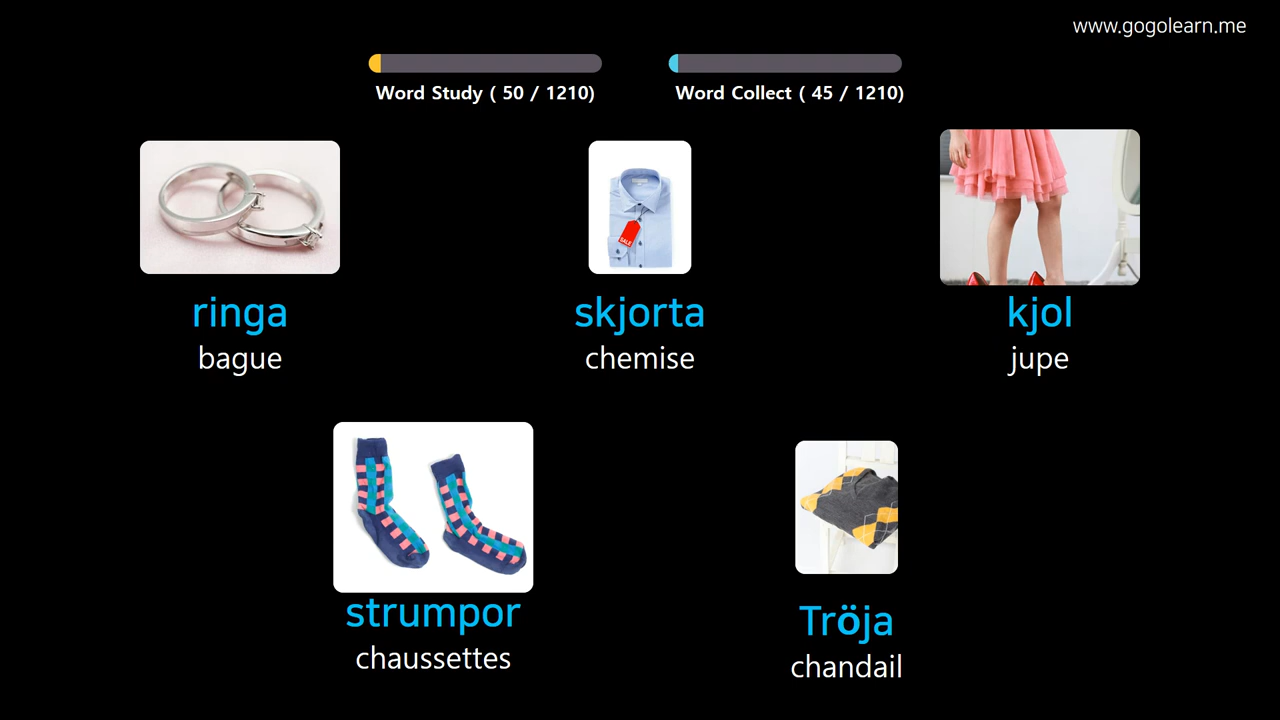 www.gogolearn.me
Word Study ( 50 / 1210)
Word Collect ( 45 / 1210)
ringa
bague
skjorta
chemise
kjol
jupe
SALE
strumpor
chaussettes
Tröja
chandail